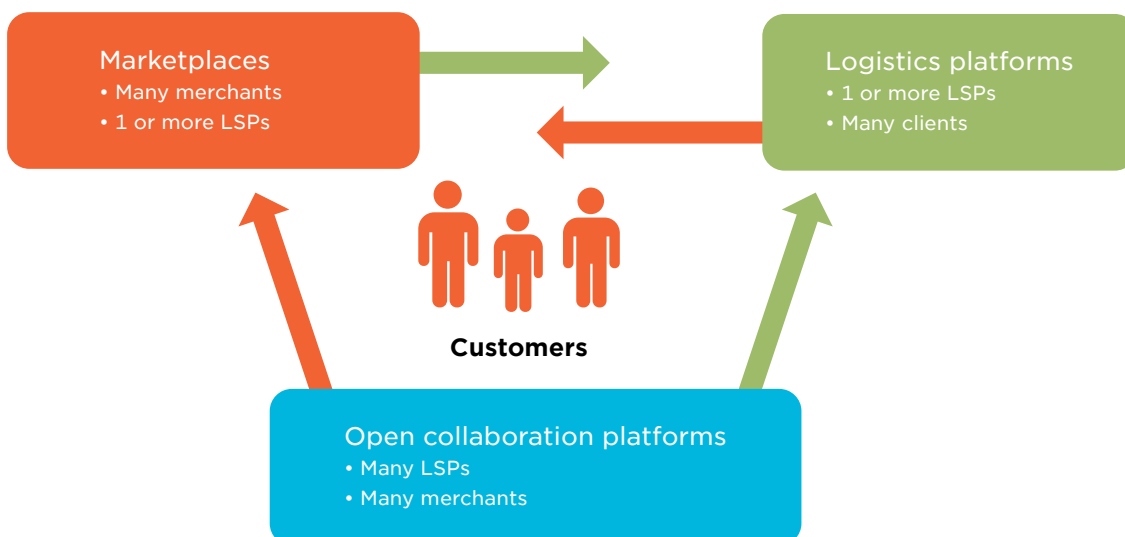 Marketplaces
• Many merchants
• 1 or more LSPs
Logistics platforms
• 1 or more LSPs
• Many clients
Customers
Open collaboration platforms
• Many LSPs
• Many merchants